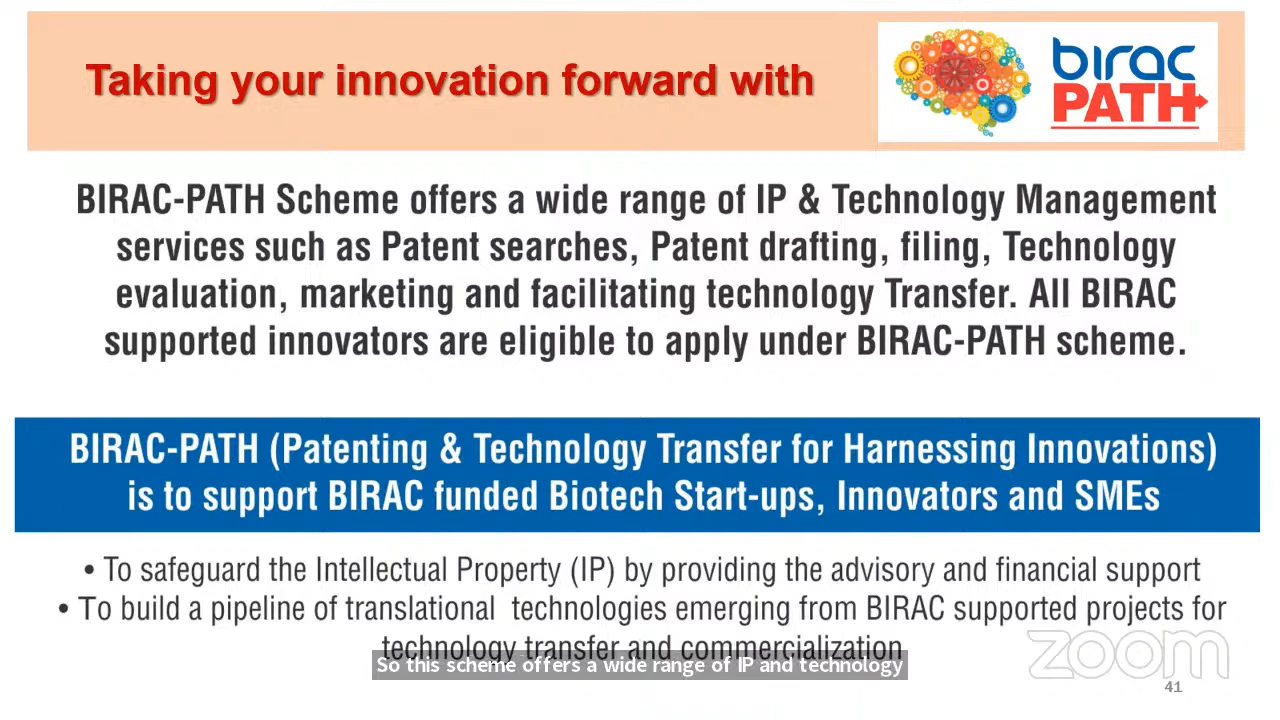 Taking your innovation forward with
birac
PATH
BIRAC-PATH Scheme offers a wide range of IP & Technology Management
services such as Patent searches, Patent drafting, filing, Technology
evaluation, marketing and facilitating technology Transfer. All BIRAC
supported innovators are eligible to apply under BIRAC-PATH scheme.
BIRAC-PATH (Patenting & Technology Transfer for Harnessing Innovations)
is to support BIRAC funded Biotech Start-ups, Innovators and SMEs
• To safeguard the Intellectual Property (IP) by providing the advisory and financial support
• To build a pipeline of translational technologies emerging from BIRAC supported projects for
technology transfer and commercialization
So this scheme offers a wide range of IP and technology
zoom
41